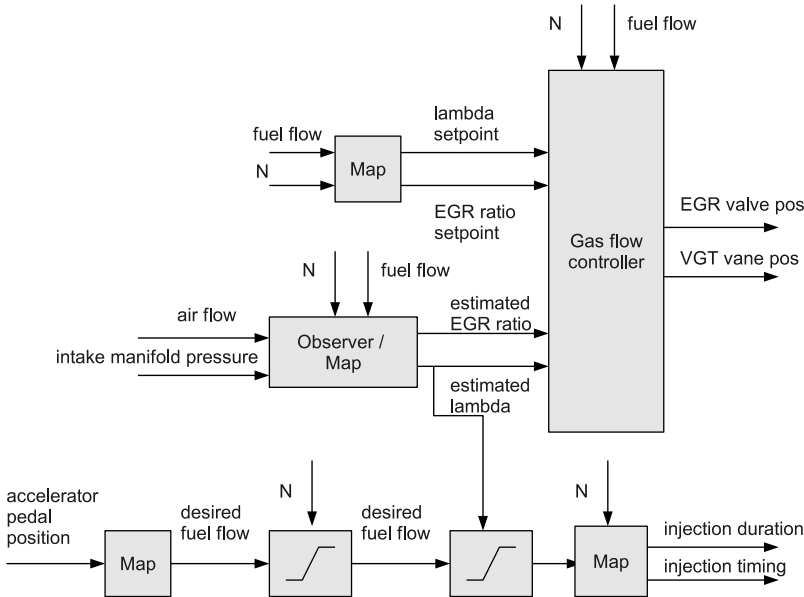 N
fuel flow
lambda
setpoint
fuel flow
N
Map
EGR ratio
setpoint
Gas flow
controller
EGR valve pos
VGT vane pos
N
fuel flow
air flow
intake manifold pressure
Observer /
Map
estimated
EGR ratio
estimated
lambda
accelerator
pedal
position
Map
desired
fuel flow
N
desired
fuel flow
N
Map
injection duration
injection timing